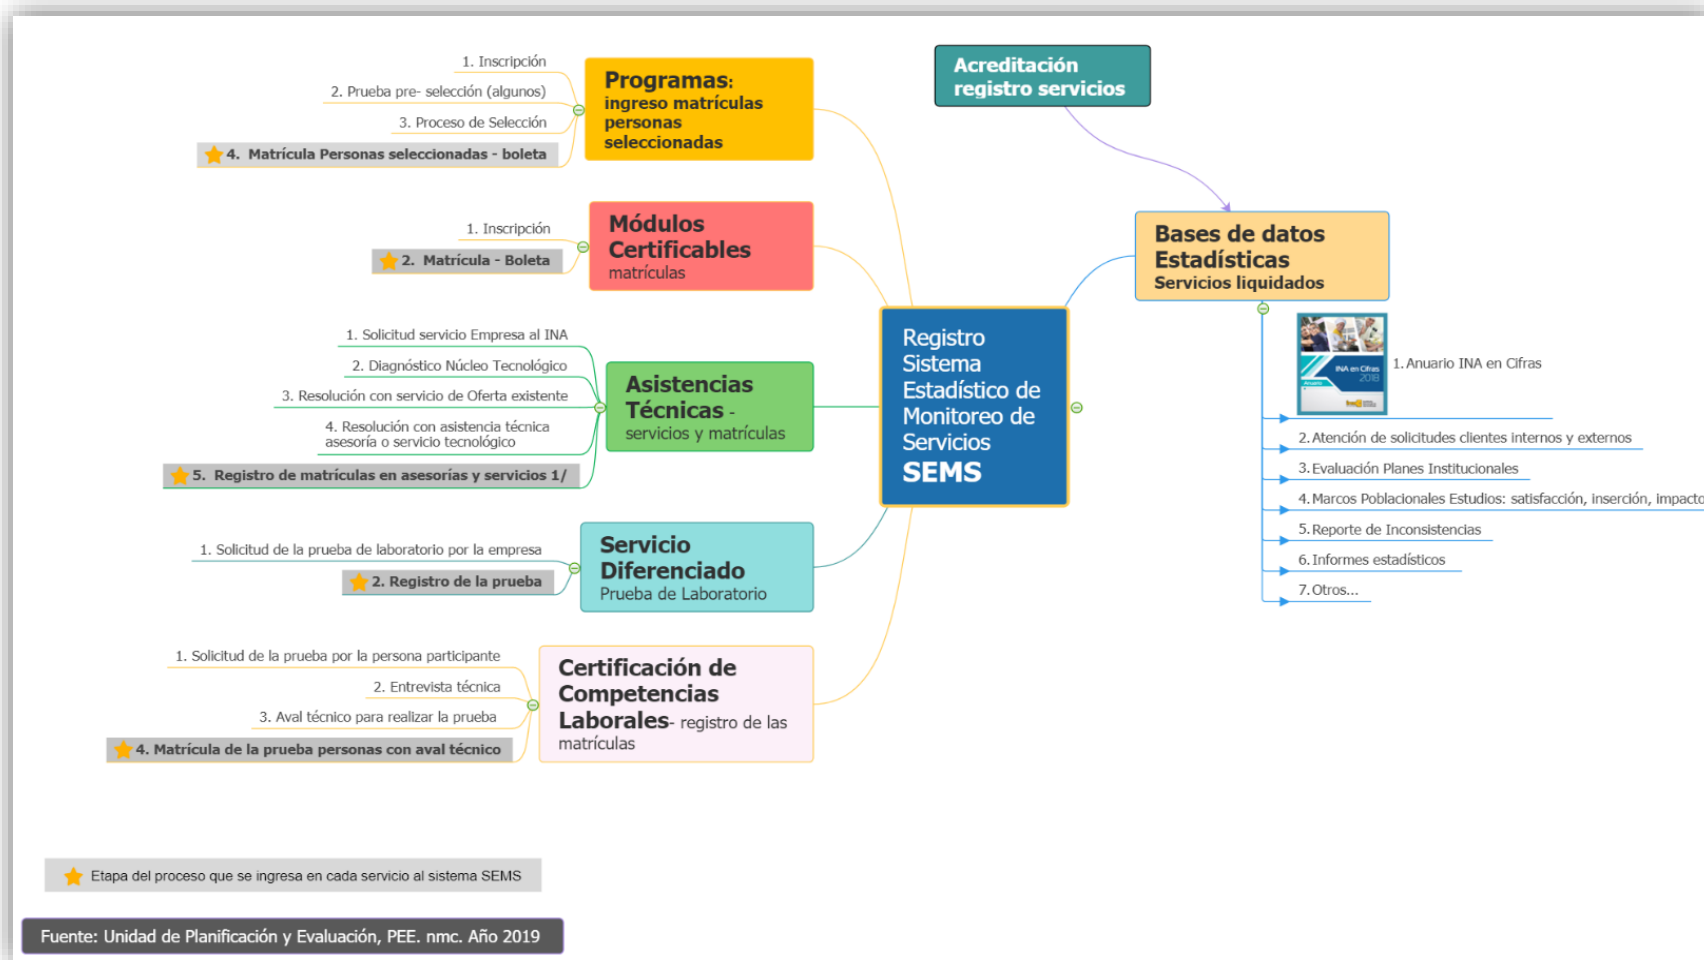 1. Inscripción
2. Prueba pre- selección (algunos)
3. Proceso de Selección
4. Matrícula Personas seleccionadas - boleta
Programas:
ingreso matrículas
personas
seleccionadas
1. Inscripción
2. Matrícula - Boleta
Módulos
Certificables
matrículas
1. Solicitud servicio Empresa al INA
2. Diagnóstico Núcleo Tecnológico
3. Resolución con servicio de Oferta existente
4. Resolución con asistencia técnica
asesoría o servicio tecnológico
5. Registro de matrículas en asesorías y servicios 1/
Asistencias
Técnicas -
servicios y matrículas
1. Solicitud de la prueba de laboratorio por la empresa
2. Registro de la prueba
Servicio
Diferenciado
Prueba de Laboratorio
1. Solicitud de la prueba por la persona participante
2. Entrevista técnica
3. Aval técnico para realizar la prueba
4. Matrícula de la prueba personas con aval técnico
Certificación de
Competencias
Laborales- registro de las
matrículas
Registro
Sistema
Estadístico de
Monitoreo de
Servicios
SEMS
Acreditación
registro servicios
Bases de datos
Estadísticas
Servicios liquidados
INA en Cifras
2018
Anuario
1. Anuario INA en Cifras
2. Atención de solicitudes clientes internos y externos
3. Evaluación Planes Institucionales
4. Marcos Poblacionales Estudios: satisfacción, inserción, impacto
5. Reporte de Inconsistencias
6. Informes estadísticos
7. Otros...
Etapa del proceso que se ingresa en cada servicio al sistema SEMS
Fuente: Unidad de Planificación y Evaluación, PEE. nmc. Año 2019